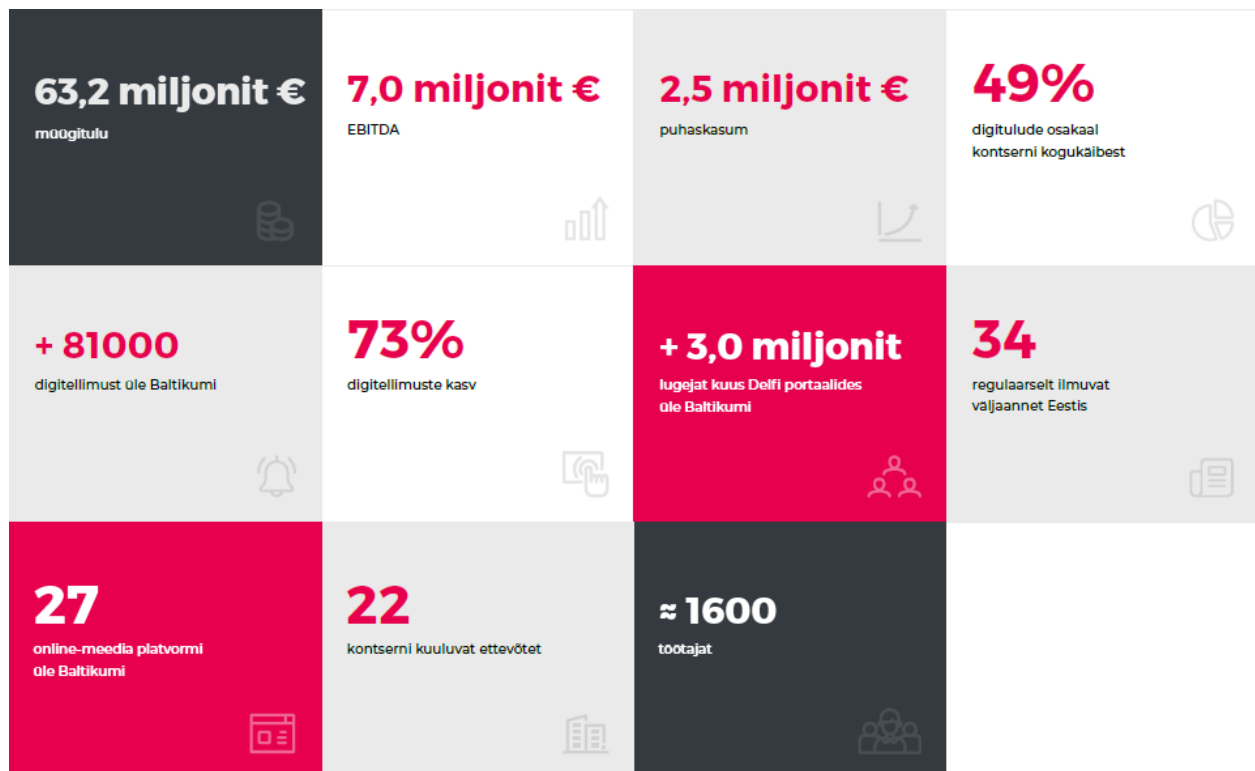 63,2 miljonit €
müügitulu
7,0 miljonit €
EBITDA
2,5 miljonit €
puhaskasum
49%
digitulude osakaal
kontserni kogukäibest
+ 81000
digitellimust üle Baltikumi
73%
digitellimuste kasv
+ 3,0 miljonit
lugejat kuus Delfi portaalides
üle Baltikumi
34
regulaarselt ilmuvat
väljaannet Eestis
27
online-meedia platvormi
üle Baltikumi
22
kontserni kuuluvat ettevõtet
≈ 1600
töötajat